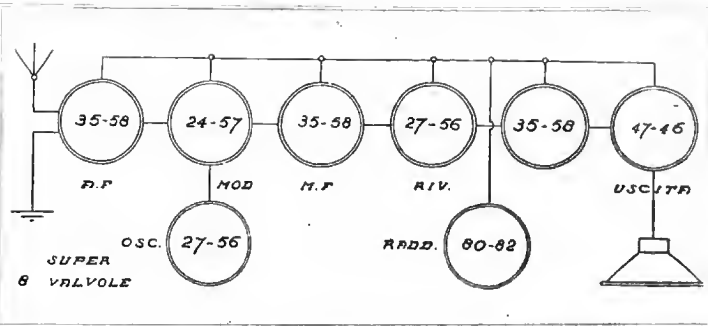 35-58 24-57 35-58 27-56 35-58 47-46
A.F MOD M.F RIV. USCITA
OSC. 27-56 RADD. 80-82
SUPER
8 VALVOLE